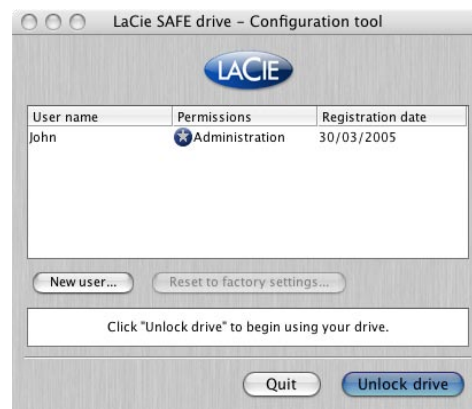 LaCie SAFE drive – Configuration tool
LACIE
User name Permissions Registration date
John Administration 30/03/2005
New user... Reset to factory settings...
Click "Unlock drive" to begin using your drive.
Quit Unlock drive